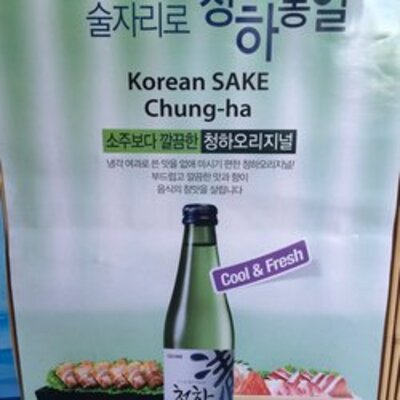 술자리로 청하통일
Korean SAKE
Chung-ha
소주보다 깔끔한 청하오리지널
냉각 여과로 쓴 맛을 없애 마시기 편한 청하오리지널!
부드럽고 깔끔한 맛과 향이
음식의 참맛을 살립니다
Cool & Fresh
청하